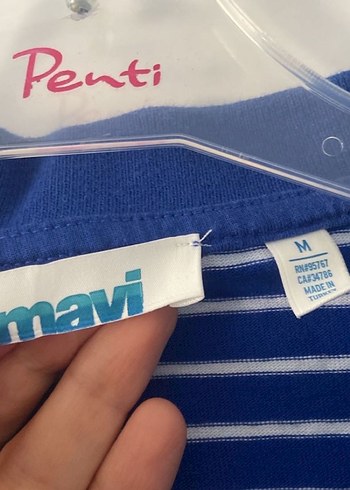 Penti
mavi
M
RN#95767
CA#34786
MADE IN
TURKEY